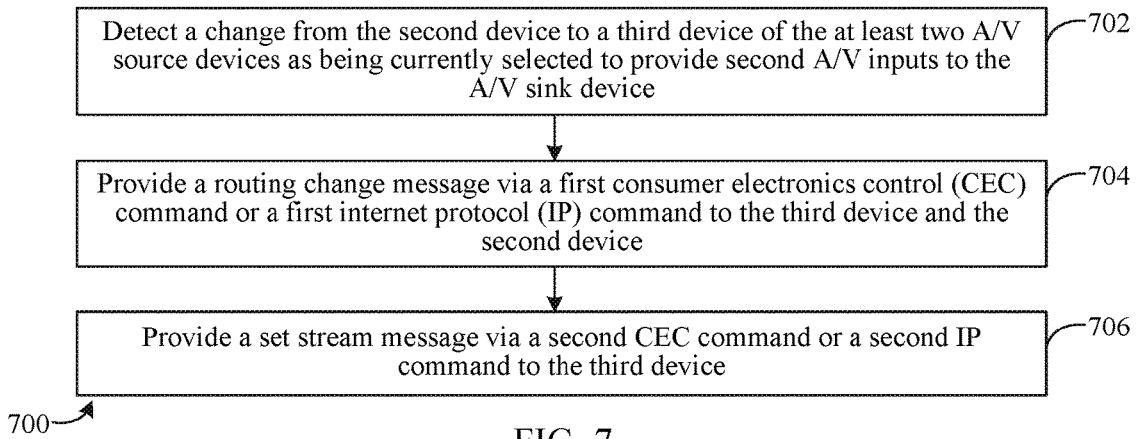 Detect a change from the second device to a third device of the at least two A/V
source devices as being currently selected to provide second A/V inputs to the
A/V sink device
702
Provide a routing change message via a first consumer electronics control (CEC)
command or a first internet protocol (IP) command to the third device and the
second device
704
Provide a set stream message via a second CEC command or a second IP
command to the third device
706
700
FIG. 7